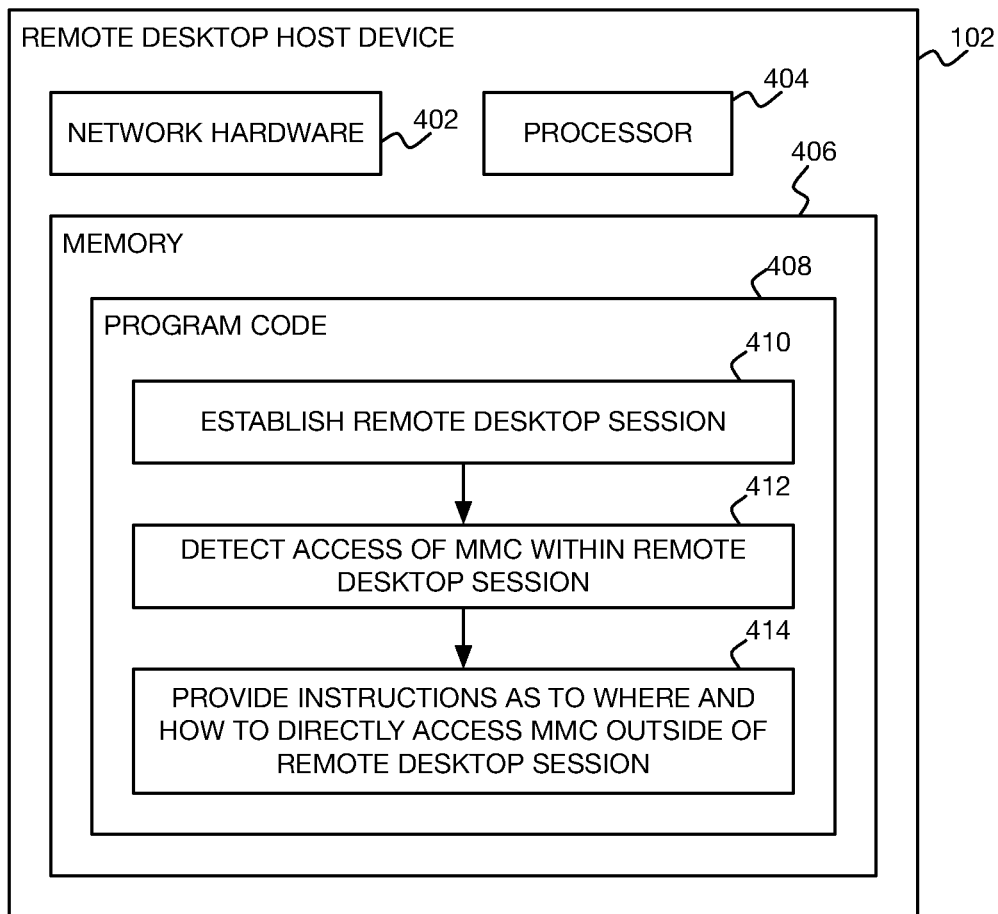 REMOTE DESKTOP HOST DEVICE
102
NETWORK HARDWARE
402
PROCESSOR
404
406
MEMORY
408
PROGRAM CODE
410
ESTABLISH REMOTE DESKTOP SESSION
412
DETECT ACCESS OF MMC WITHIN REMOTE
DESKTOP SESSION
414
PROVIDE INSTRUCTIONS AS TO WHERE AND
HOW TO DIRECTLY ACCESS MMC OUTSIDE OF
REMOTE DESKTOP SESSION